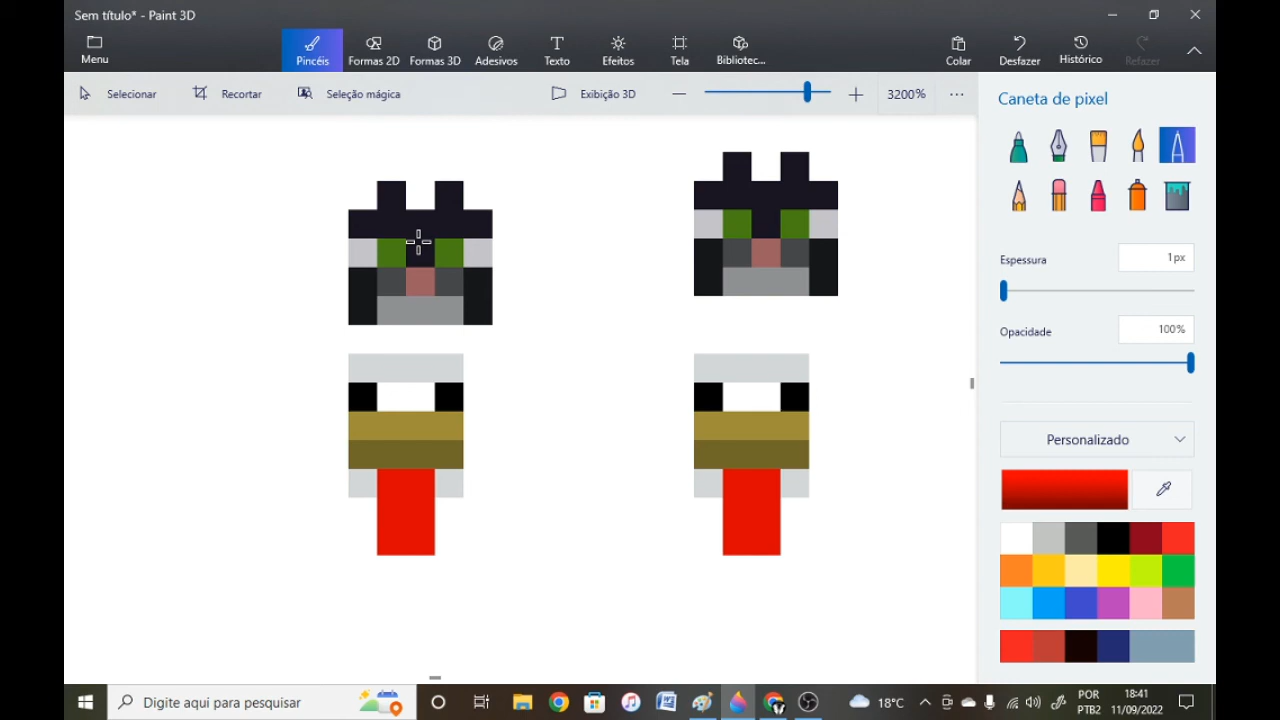 Sem título* - Paint 3D
Menu
Pincéis
Formas 2D
Formas 3D
Adesivos
Texto
Efeitos
Tela
Bibliotec...
Colar
Desfazer
Histórico
Refazer
Selecionar
Recortar
Seleção mágica
Exibição 3D
3200%
Caneta de pixel
Espessura
1px
Opacidade
100%
Personalizado
Digite aqui para pesquisar
18°C
POR
PTB2
18:41
11/09/2022